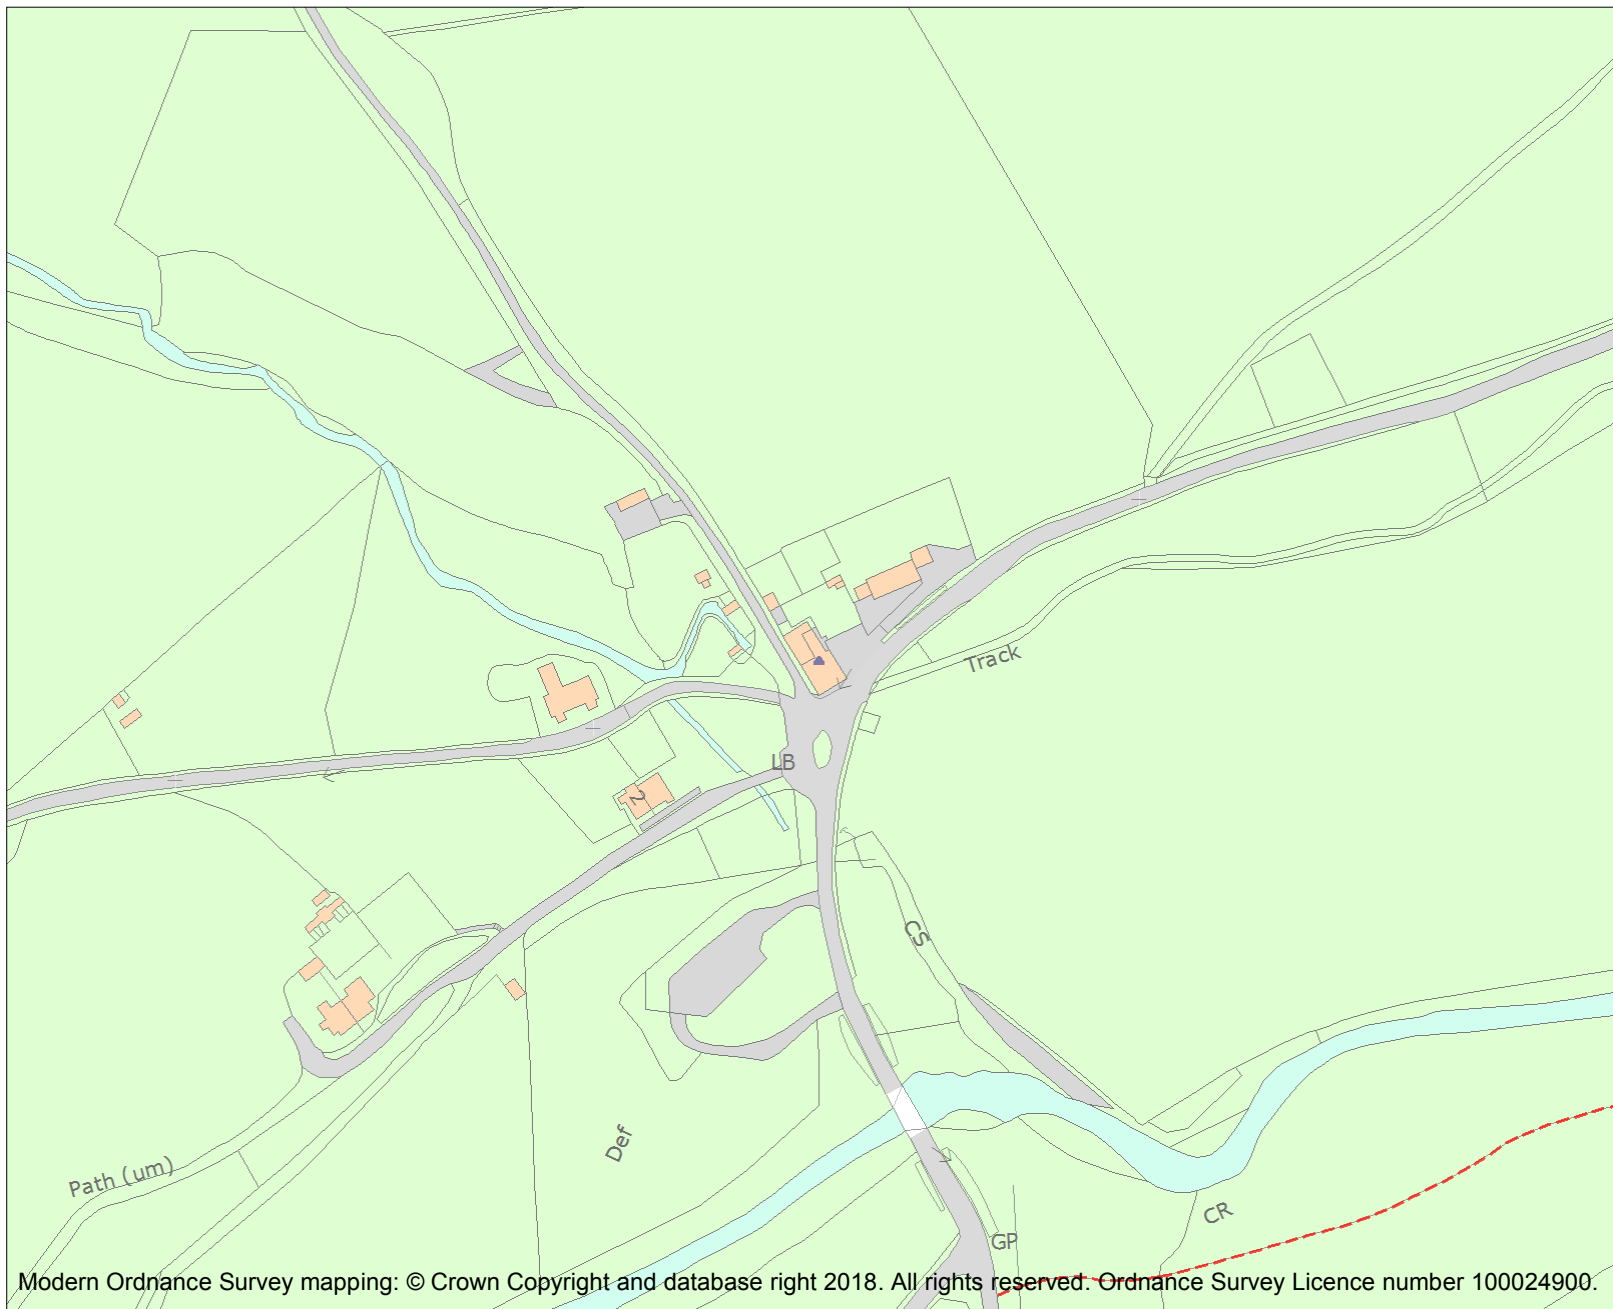 Track
LB
2
CS
Def
Path (um)
CR
GP
Modern Ordnance Survey mapping: © Crown Copyright and database right 2018. All rights reserved. Ordnance Survey Licence number 100024900.